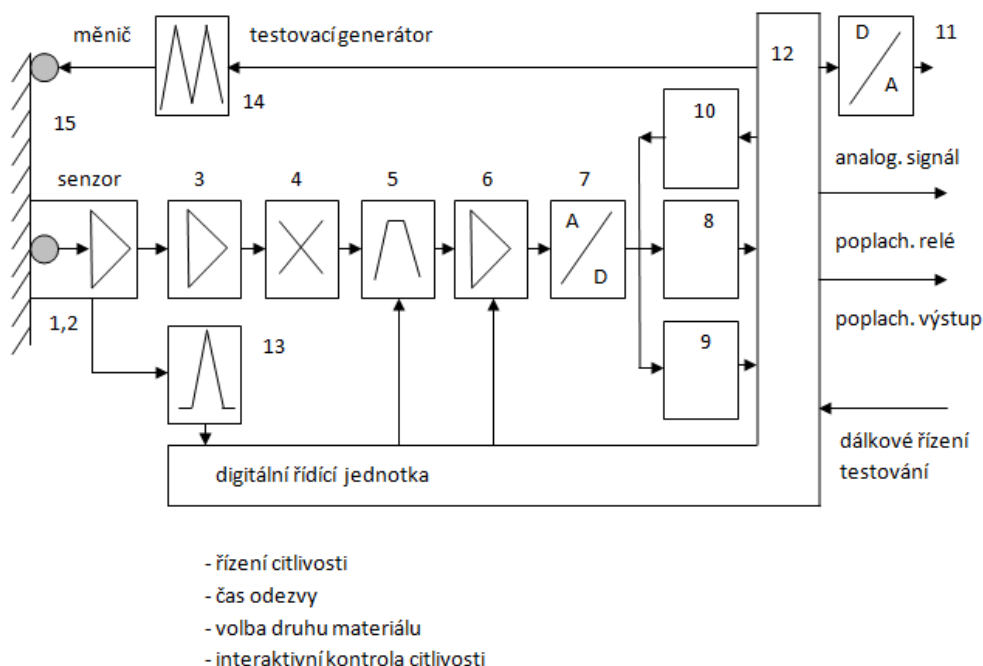 měnič
testovací generátor
D
A
11
12
14
10
15
analog. signál
senzor
3
4
5
6
7
A
D
8
poplach. relé
1,2
13
9
poplach. výstup
digitální řídící jednotka
dálkové řízení
testování
- řízení citlivosti
- čas odezvy
- volba druhu materiálu
- interaktivní kontrola citlivosti